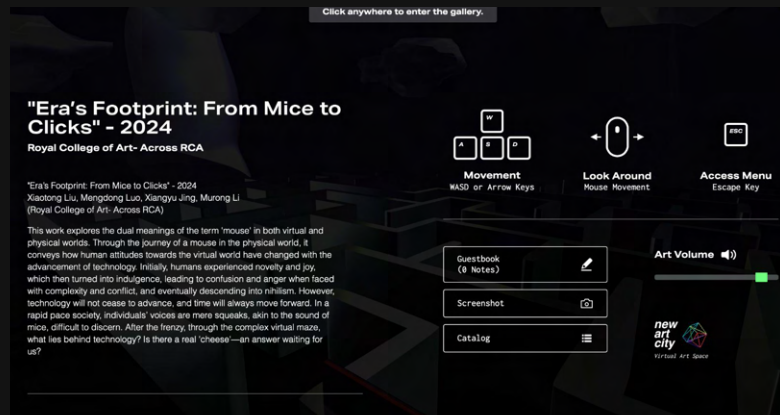 Click anywhere to enter the gallery.
"Era's Footprint: From Mice to
Clicks" - 2024
Royal College of Art- Across RCA
"Era's Footprint: From Mice to Clicks" - 2024
Xiaotong Liu, Mengdong Luo, Xiangyu Jing, Murong Li
(Royal College of Art- Across RCA)
This work explores the dual meanings of the term 'mouse' in both virtual and
physical worlds. Through the journey of a mouse in the physical world, it
conveys how human attitudes towards the virtual world have changed with the
advancement of technology. Initially, humans experienced novelty and joy,
which then turned into indulgence, leading to confusion and anger when faced
with complexity and conflict, and eventually descending into nihilism. However,
technology will not cease to advance, and time will always move forward. In a
rapid pace society, individuals' voices are mere squeaks, akin to the sound of
mice, difficult to discern. After the frenzy, through the complex virtual maze,
what lies behind technology? Is there a real 'cheese'—an answer waiting for
us?
W
A S D
Movement
WASD or Arrow Keys
Look Around
Mouse Movement
ESC
Access Menu
Escape Key
Guestbook
(0 Notes)
Screenshot
Catalog
Art Volume
new
art
city
Virtual Art Space